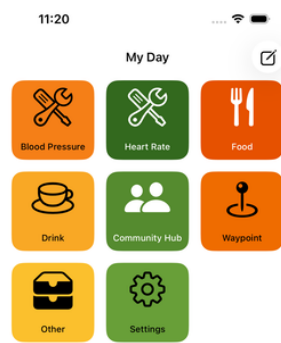 11:20
My Day
Blood Pressure
Heart Rate
Food
Drink
Community Hub
Waypoint
Other
Settings